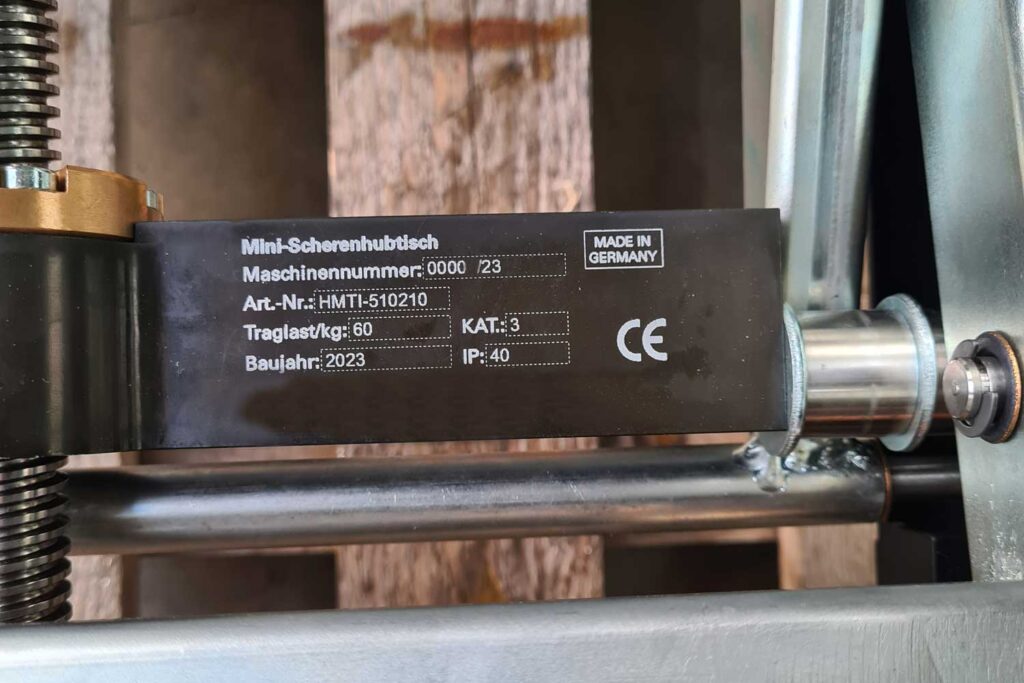 Mini-Scherenhubtisch
Maschinennummer: 0000 /23
Art.-Nr.: HMTI-510210
Traglast/kg: 60 KAT.: 3
Baujahr: 2023 IP: 40
MADE IN
GERMANY
CE